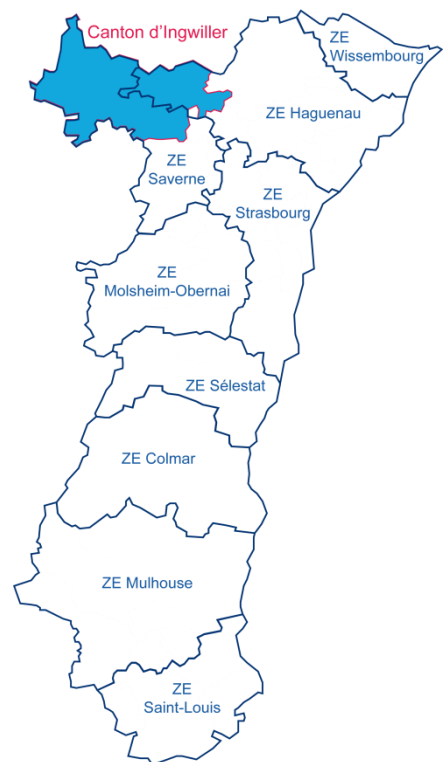 Canton d'Ingwiller
ZE
Wissembourg
ZE Haguenau
ZE
Saverne
ZE
Strasbourg
ZE
Molsheim-Obernai
ZE Sélestat
ZE Colmar
ZE Mulhouse
ZE
Saint-Louis